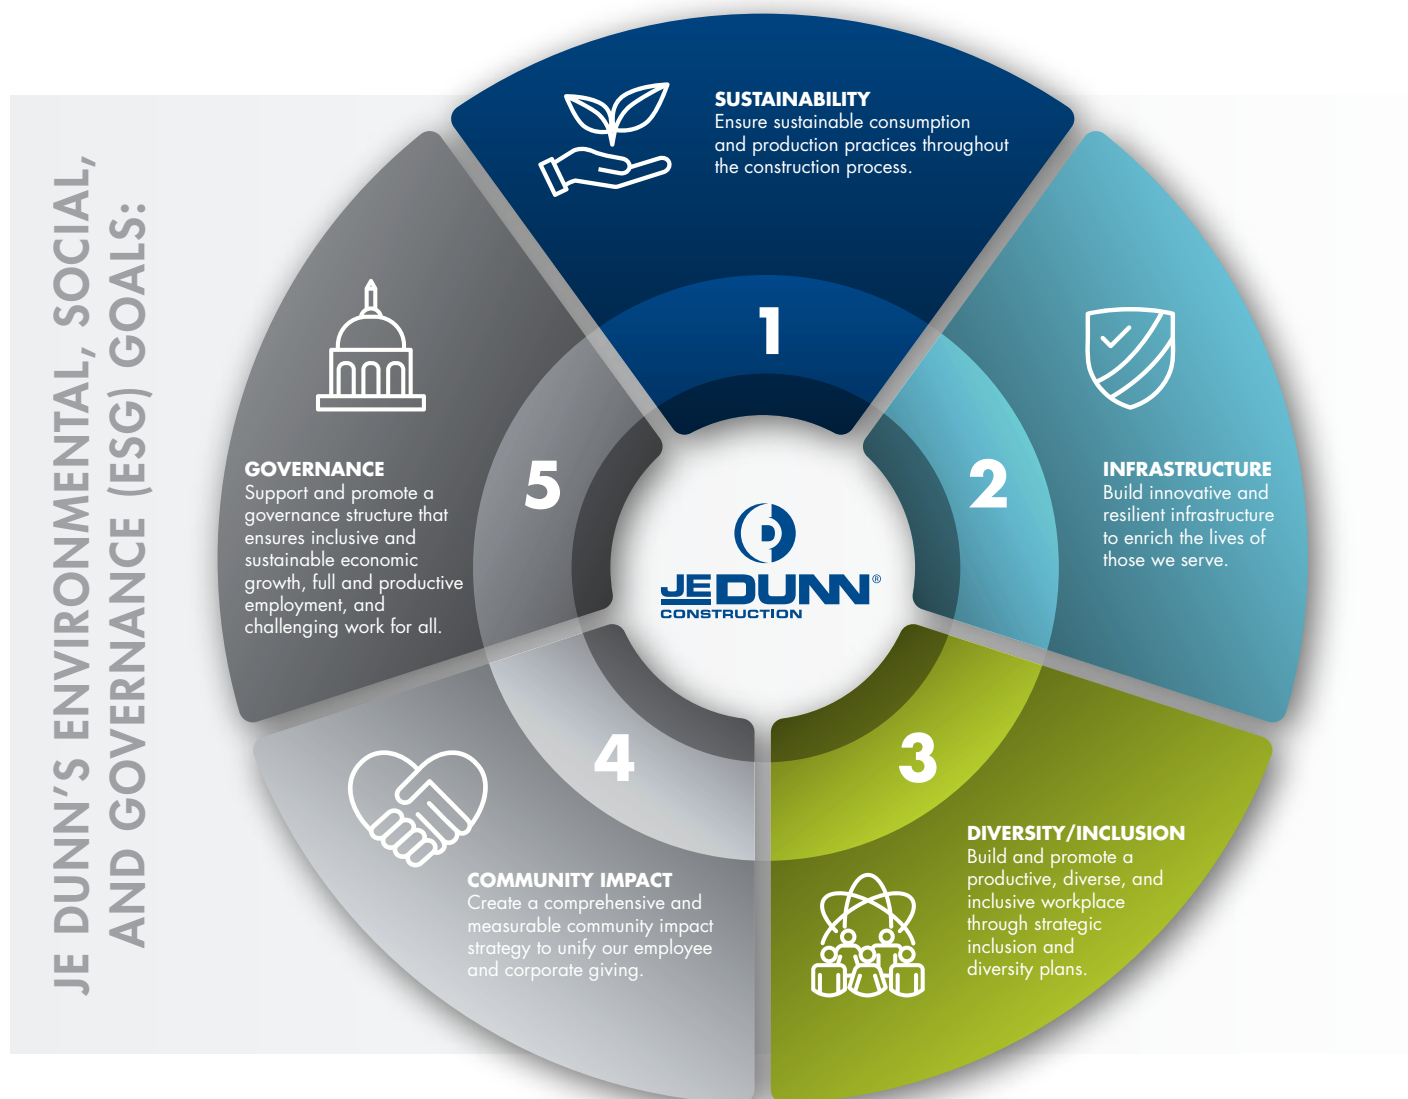 JE DUNN'S ENVIRONMENTAL, SOCIAL,
AND GOVERNANCE (ESG) GOALS:
1
SUSTAINABILITY
Ensure sustainable consumption
and production practices throughout
the construction process.
2
INFRASTRUCTURE
Build innovative and
resilient infrastructure
to enrich the lives of
those we serve.
3
DIVERSITY/INCLUSION
Build and promote a
productive, diverse, and
inclusive workplace
through strategic
inclusion and
diversity plans.
4
COMMUNITY IMPACT
Create a comprehensive and
measurable community impact
strategy to unify our employee
and corporate giving.
5
GOVERNANCE
Support and promote a
governance structure that
ensures inclusive and
sustainable economic
growth, full and productive
employment, and
challenging work for all.
JE DUNN®
CONSTRUCTION